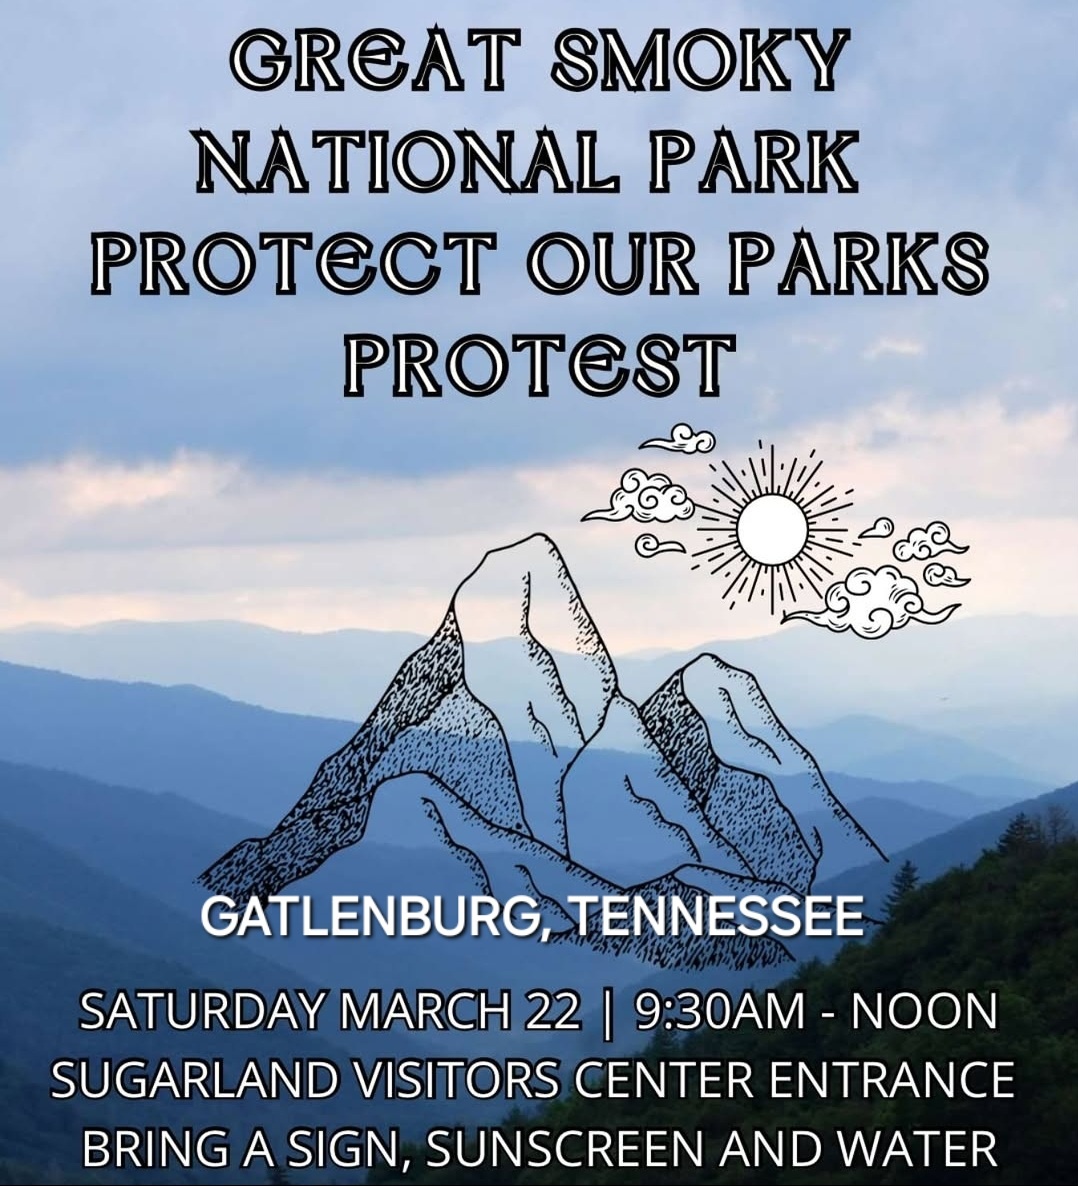 GREAT SMOKY
NATIONAL PARK
PROTECT OUR PARKS
PROTEST
GATLENBURG, TENNESSEE
SATURDAY MARCH 22 | 9:30AM - NOON
SUGARLAND VISITORS CENTER ENTRANCE
BRING A SIGN, SUNSCREEN AND WATER